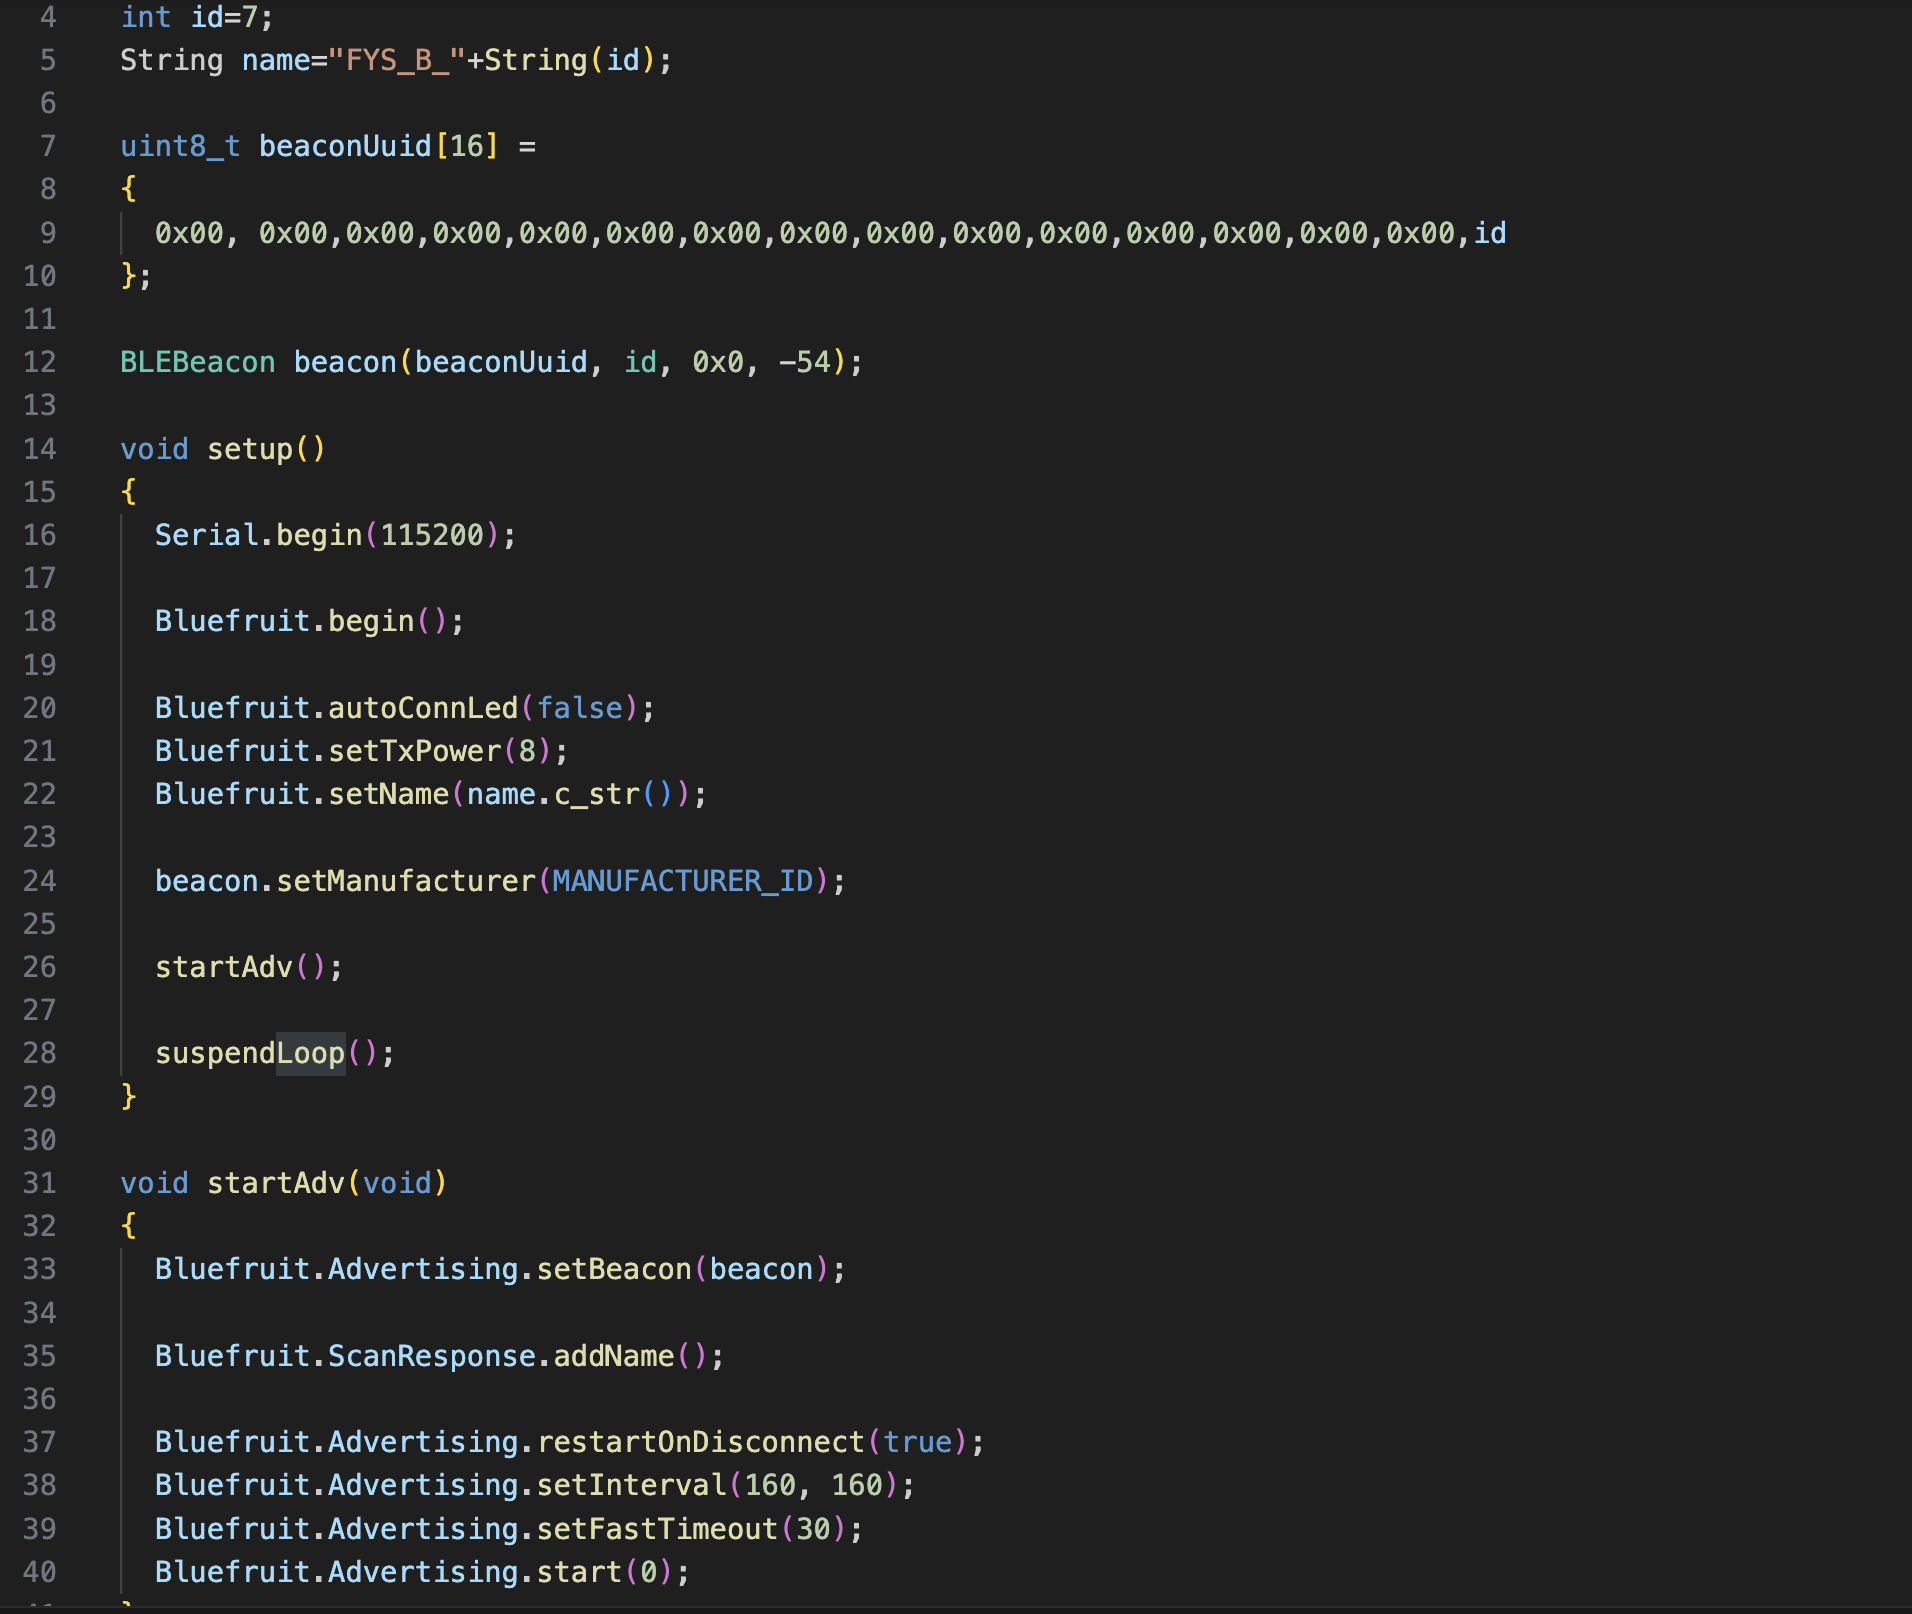 4 int id=7;
5 String name="FYS_B_"+String(id);
6
7 uint8_t beaconUuid[16] =
8 {
9 0x00, 0x00,0x00,0x00,0x00,0x00,0x00,0x00,0x00,0x00,0x00,0x00,0x00,0x00,0x00,id
10 };
11
12 BLEBeacon beacon(beaconUuid, id, 0x0, -54);
13
14 void setup()
15 {
16 Serial.begin(115200);
17
18 Bluefruit.begin();
19
20 Bluefruit.autoConnLed(false);
21 Bluefruit.setTxPower(8);
22 Bluefruit.setName(name.c_str());
23
24 beacon.setManufacturer(MANUFACTURER_ID);
25
26 startAdv();
27
28 suspendLoop();
29 }
30
31 void startAdv(void)
32 {
33 Bluefruit.Advertising.setBeacon(beacon);
34
35 Bluefruit.ScanResponse.addName();
36
37 Bluefruit.Advertising.restartOnDisconnect(true);
38 Bluefruit.Advertising.setInterval(160, 160);
39 Bluefruit.Advertising.setFastTimeout(30);
40 Bluefruit.Advertising.start(0);